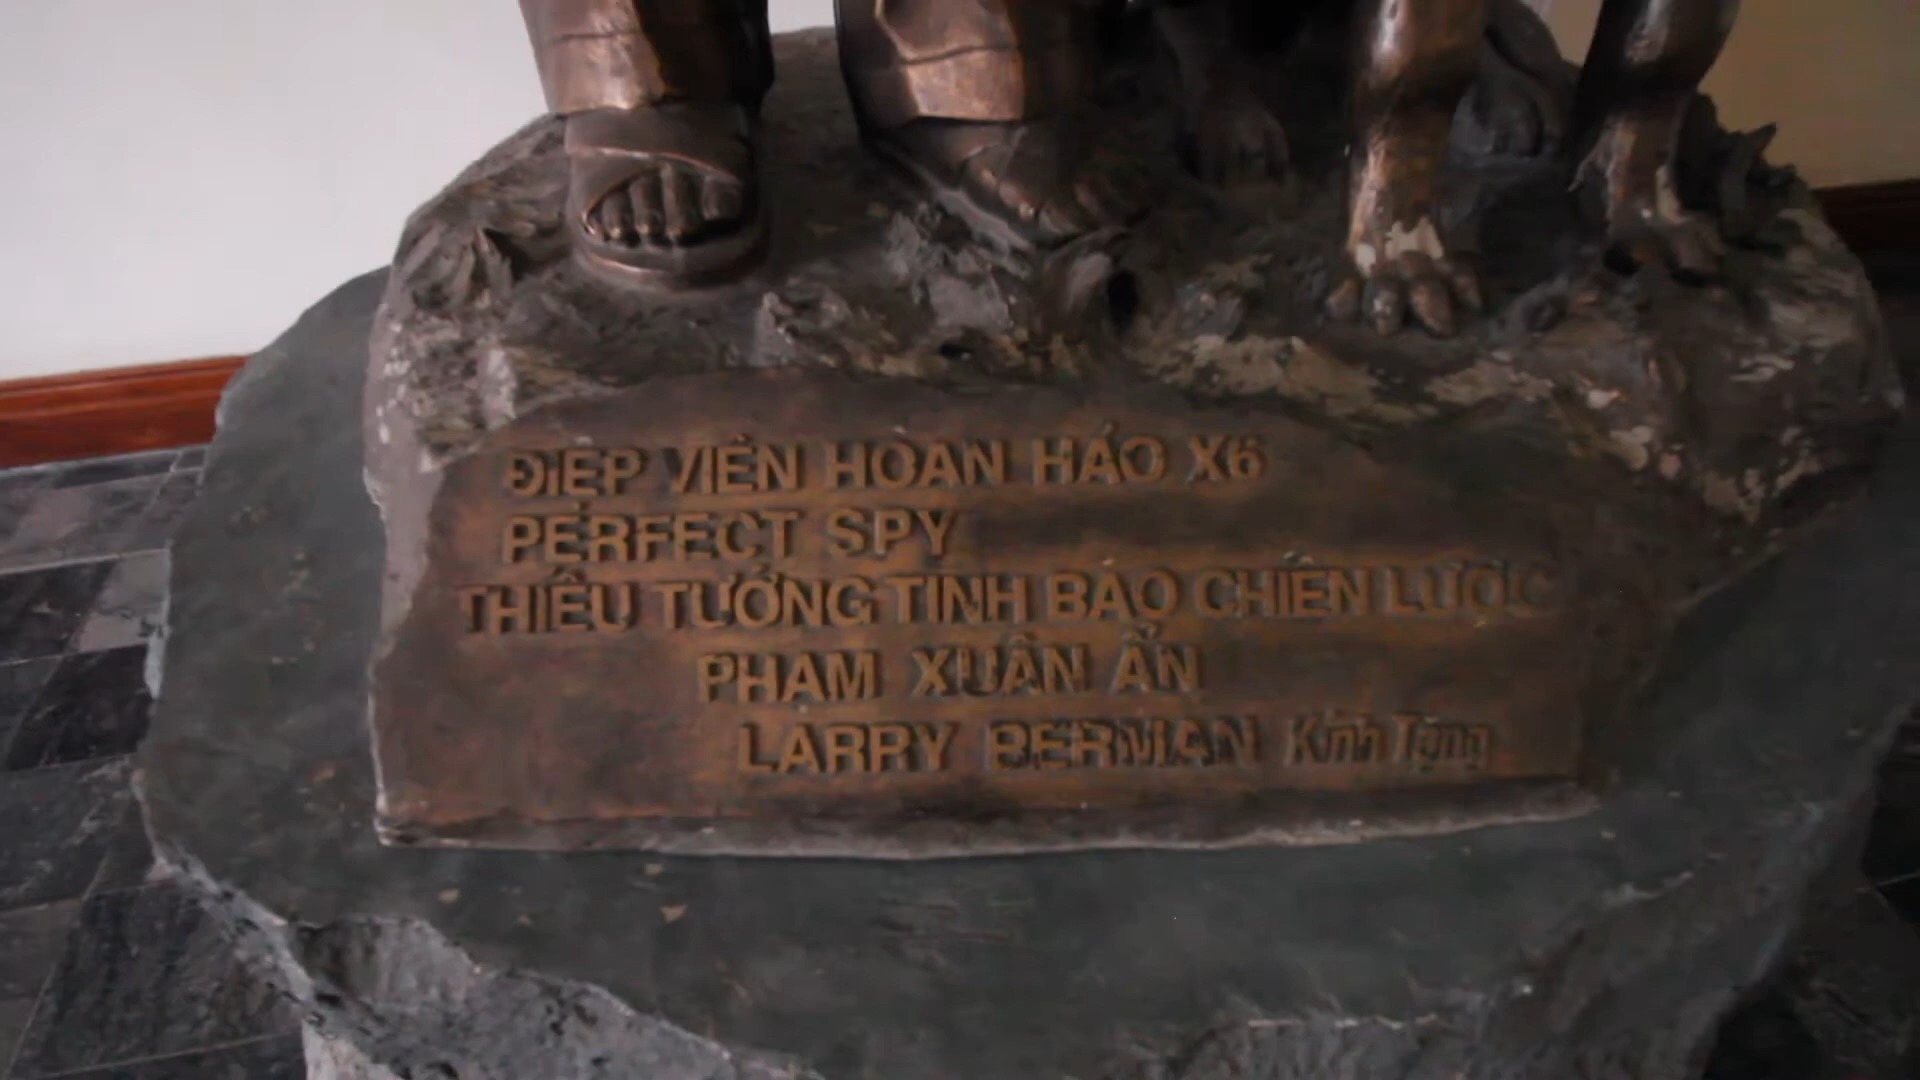 ĐIỆP VIÊN HOÀN HẢO X6
PERFECT SPY
THIẾU TƯỚNG TÌNH BÁO CHIẾN LƯỢC
PHẠM XUÂN ẨN
LARRY BERMAN Kính Tặng